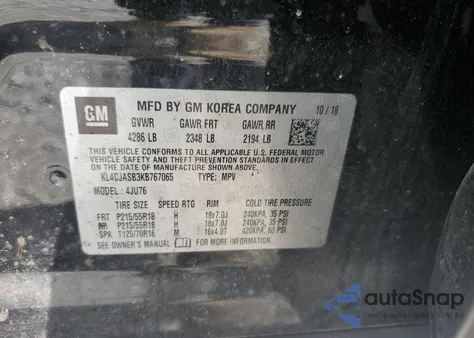 GM
MFD BY GM KOREA COMPANY 10/18
GVWR GAWR FRT GAWR RR
4286 LB 2348 LB 2194 LB
THIS VEHICLE CONFORMS TO ALL APPLICABLE U.S. FEDERAL
MOTOR VEHICLE SAFETY, BUMPER, AND THEFT PREVENTION
STANDARDS IN EFFECT ON THE DATE OF MANUFACTURE SHOWN ABOVE.
KL4CJASB3KB767065 TYPE: MPV
MODEL: 4JU76
TIRE SIZE SPEED RTG RIM COLD TIRE PRESSURE
FRT P215/55R18 H 18x7.0J 240KPA, 35 PSI
RR P215/55R18 H 18x7.0J 240KPA, 35 PSI
SPA T125/70R16 M 16x4.0T 420KPA, 60 PSI
SEE OWNER'S MANUAL FOR MORE INFORMATION.
autoSnap